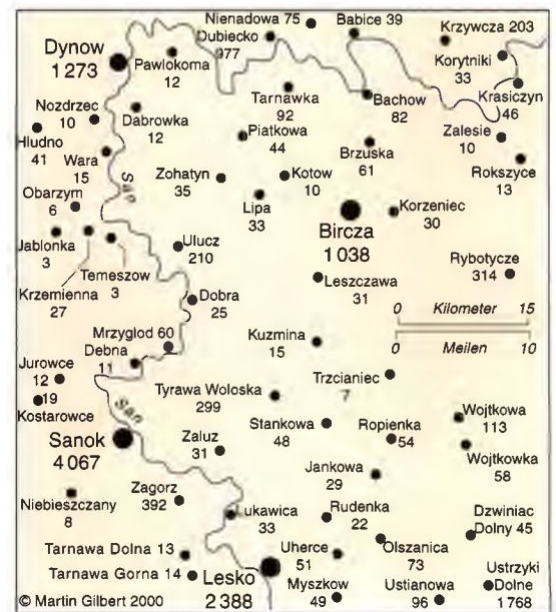 Nienadowa 75
Babice 39
Krzywcza 203
Dynow
1 273
Dubiecko
977
Pawlokoma
12
Korytniki
33
Krasiczyn
46
Nozdrzec
10
Dabrowka
12
Tarnawka
92
Bachow
82
Hludno
41
Piatkowa
44
Zalesie
10
Wara
15
Brzuska
61
Rokszyce
13
Zohatyn
35
Kotow
10
San
Obarzym
6
Lipa
33
Bircza
1 038
Korzeniec
30
Jablonka
3
Temeszow
3
Krzemienna
27
Ulucz
210
Rybotycze
314
Leszczawa
31
Dobra
25
0 Kilometer 15
0 Meilen 10
Mrzyglod 60
Debna
11
Kuzmina
15
Jurowce
12
19
Kostarowce
Trzcianiec
7
San
Tyrawa Woloska
299
Wojtkowa
113
Sanok
4 067
Zaluz
31
Stankowa
48
Ropienka
54
Wojtkowka
58
Jankowa
29
Niebieszczany
8
Zagorz
392
Lukawica
33
Rudenka
22
Dzwiniac
Dolny 45
Olszanica
73
Tarnawa Dolna 13
Uherce
51
Tarnawa Gorna 14
Lesko
2 388
Myszkow
49
Ustianowa
96
Ustrzyki
Dolne
1 768
© Martin Gilbert 2000